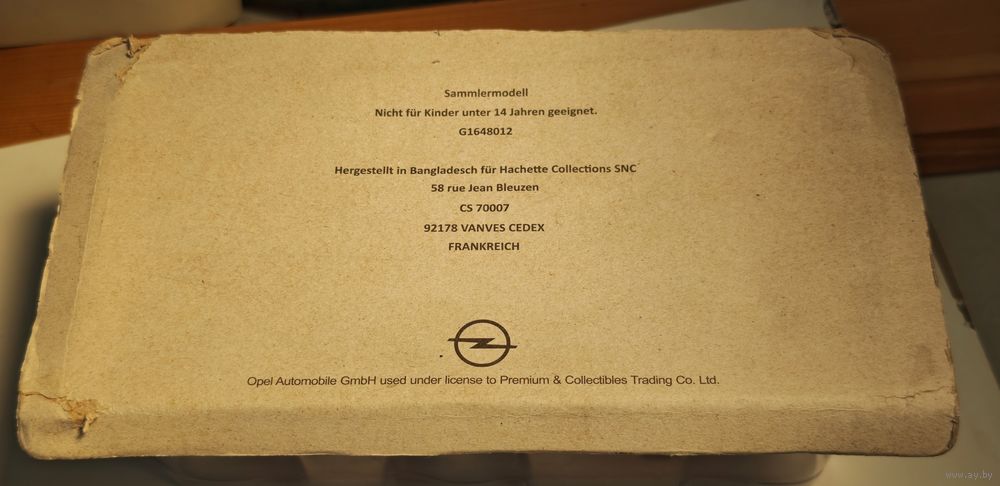 Sammlermodell
Nicht für Kinder unter 14 Jahren geeignet.
G1648012
Hergestellt in Bangladesch für Hachette Collections SNC
58 rue Jean Bleuzen
CS 70007
92178 VANVES CEDEX
FRANKREICH
Opel Automobile GmbH used under license to Premium & Collectibles Trading Co. Ltd.
www.ay.by